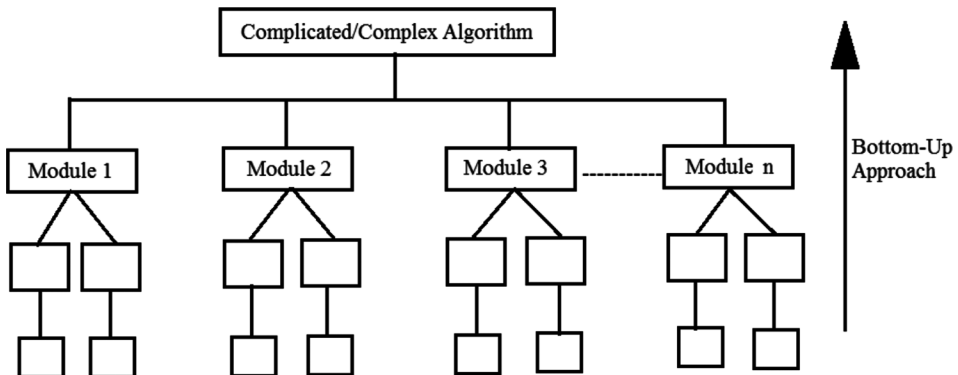 Complicated/Complex Algorithm
Module 1
Module 2
Module 3
Module n
Bottom-Up
Approach